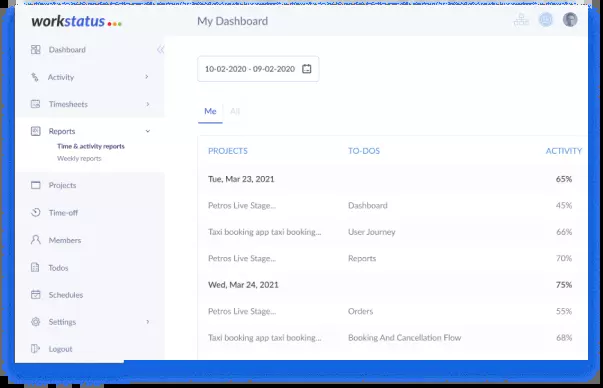 workstatus
My Dashboard
Dashboard
Activity
Timesheets
Reports
Time & activity reports
Weekly reports
Projects
Time-off
Members
Todos
Schedules
Settings
Logout
10-02-2020 - 09-02-2020
Me All
PROJECTS TO-DOS ACTIVITY
Tue, Mar 23, 2021 65%
Petros Live Stage... Dashboard 45%
Taxi booking app taxi booking... User Journey 66%
Petros Live Stage... Reports 70%
Wed, Mar 24, 2021 75%
Petros Live Stage... Orders 55%
Taxi booking app taxi booking... Booking And Cancellation Flow 68%